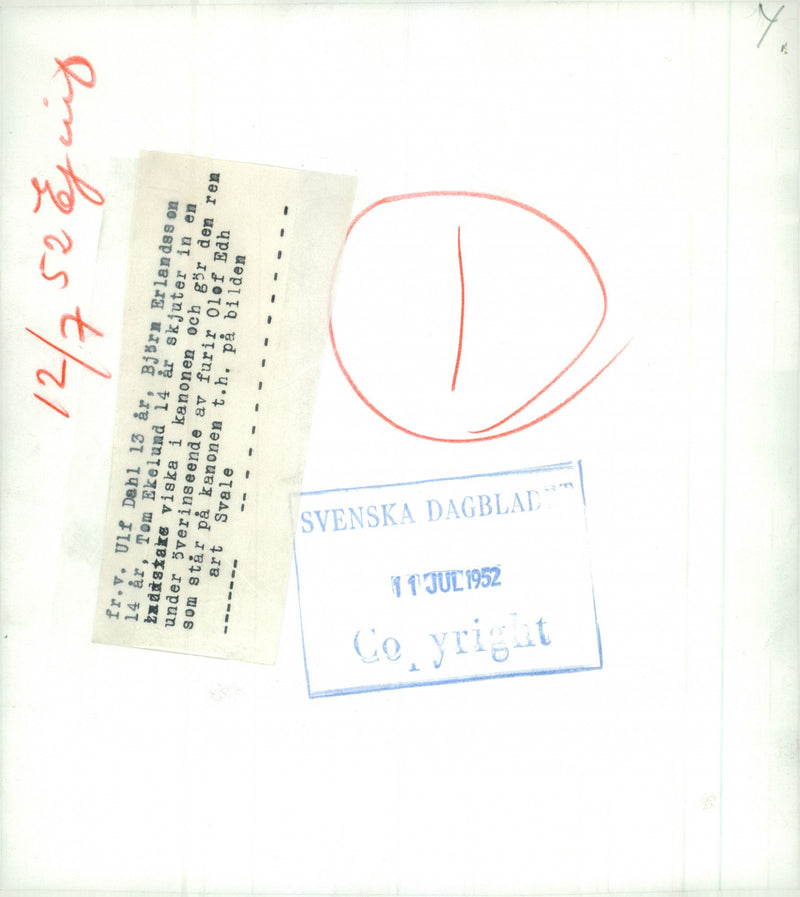 12/7 52
fr.v. Ulf Dahl 13 år, Björn Erlandsson
14 år, Tom Ekelund 14 år skjuter in en
viska i kanonen och gör den ren
under överinseende av furir Olof Edh
som står på kanonen t.h. på bilden
art Svale
SVENSKA DAGBLADET
11 JUL 1952
Copyright